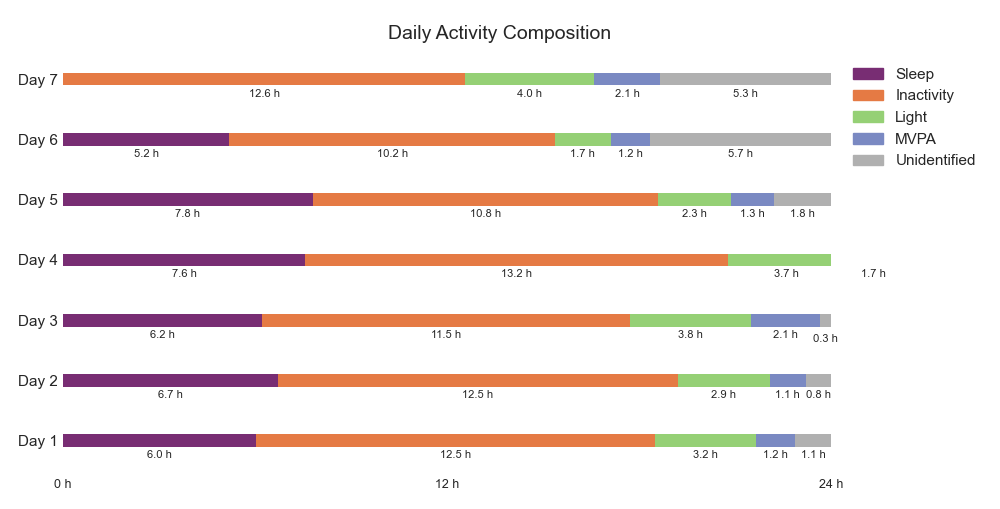 Daily Activity Composition
Day 7
12.6 h 4.0 h 2.1 h 5.3 h
Day 6
5.2 h 10.2 h 1.7 h 1.2 h 5.7 h
Day 5
7.8 h 10.8 h 2.3 h 1.3 h 1.8 h
Day 4
7.6 h 13.2 h 3.7 h 1.7 h
Day 3
6.2 h 11.5 h 3.8 h 2.1 h 0.3 h
Day 2
6.7 h 12.5 h 2.9 h 1.1 h 0.8 h
Day 1
6.0 h 12.5 h 3.2 h 1.2 h 1.1 h
0 h 12 h 24 h
Sleep
Inactivity
Light
MVPA
Unidentified